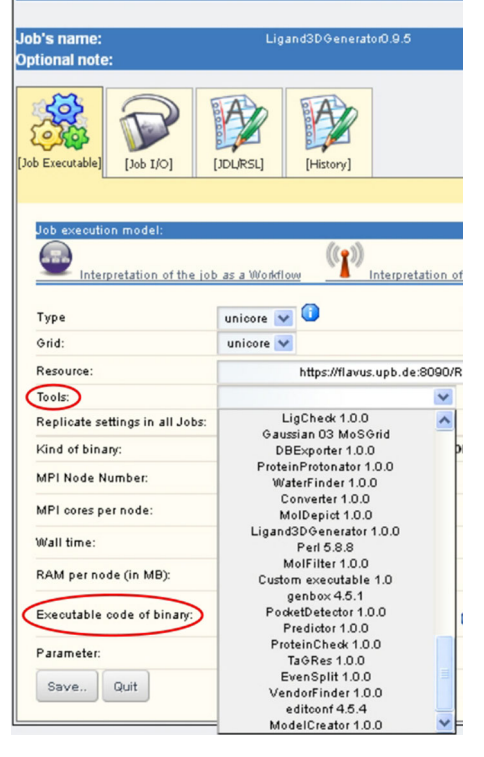 Job's name: Ligand3DGenerator0.9.5
Optional note:
[Job Executable] [Job I/O] [JDL/RSL] [History]
Job execution model:
Interpretation of the job as a Workflow Interpretation of
Type unicore
Grid: unicore
Resource: https://flavus.upb.de:8090/R
Tools:
Replicate settings in all Jobs:
Kind of binary:
MPI Node Number:
MPI cores per node:
Wall time:
RAM per node (in MB):
Executable code of binary:
Parameter:
Save.. Quit
LigCheck 1.0.0
Gaussian 03 MoSGrid
DBExporter 1.0.0
ProteinProtonator 1.0.0
WaterFinder 1.0.0
Converter 1.0.0
MolDepict 1.0.0
Ligand3DGenerator 1.0.0
Perl 5.8.8
MolFilter 1.0.0
Custom executable 1.0
genbox 4.5.1
PocketDetector 1.0.0
Predictor 1.0.0
ProteinCheck 1.0.0
TaGRes 1.0.0
EvenSplit 1.0.0
VendorFinder 1.0.0
editconf 4.5.4
ModelCreator 1.0.0